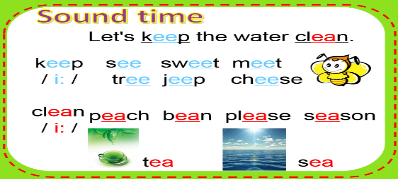 Sound time
Let's keep the water clean.
keep see sweet meet
/ i: / tree jeep cheese
clean peach bean please season
/ i: /
tea sea